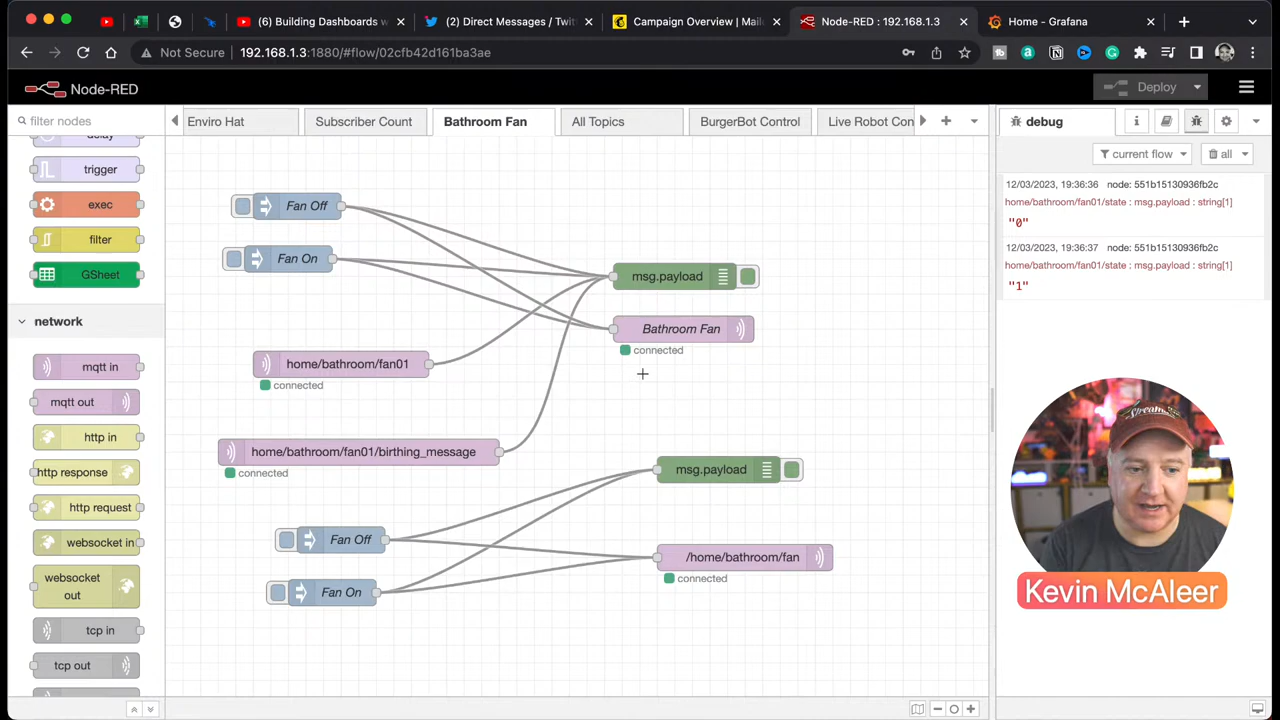 (6) Building Dashboards w
(2) Direct Messages / Twit
Campaign Overview | Mail
Node-RED : 192.168.1.3
Home - Grafana
Not Secure
192.168.1.3:1880/#flow/02cfb42d161ba3ae
Node-RED
Deploy
filter nodes
Enviro Hat
Subscriber Count
Bathroom Fan
All Topics
BurgerBot Control
Live Robot Con
debug
current flow
all
delay
trigger
exec
filter
GSheet
network
mqtt in
mqtt out
http in
http response
http request
websocket in
websocket
out
tcp in
tcp out
Fan Off
Fan On
msg.payload
Bathroom Fan
connected
home/bathroom/fan01
connected
home/bathroom/fan01/birthing_message
connected
msg.payload
Fan Off
/home/bathroom/fan
connected
Fan On
12/03/2023, 19:36:36 node: 551b15130936fb2c
home/bathroom/fan01/state : msg.payload : string[1]
"0"
12/03/2023, 19:36:37 node: 551b15130936fb2c
home/bathroom/fan01/state : msg.payload : string[1]
"1"
Kevin McAleer